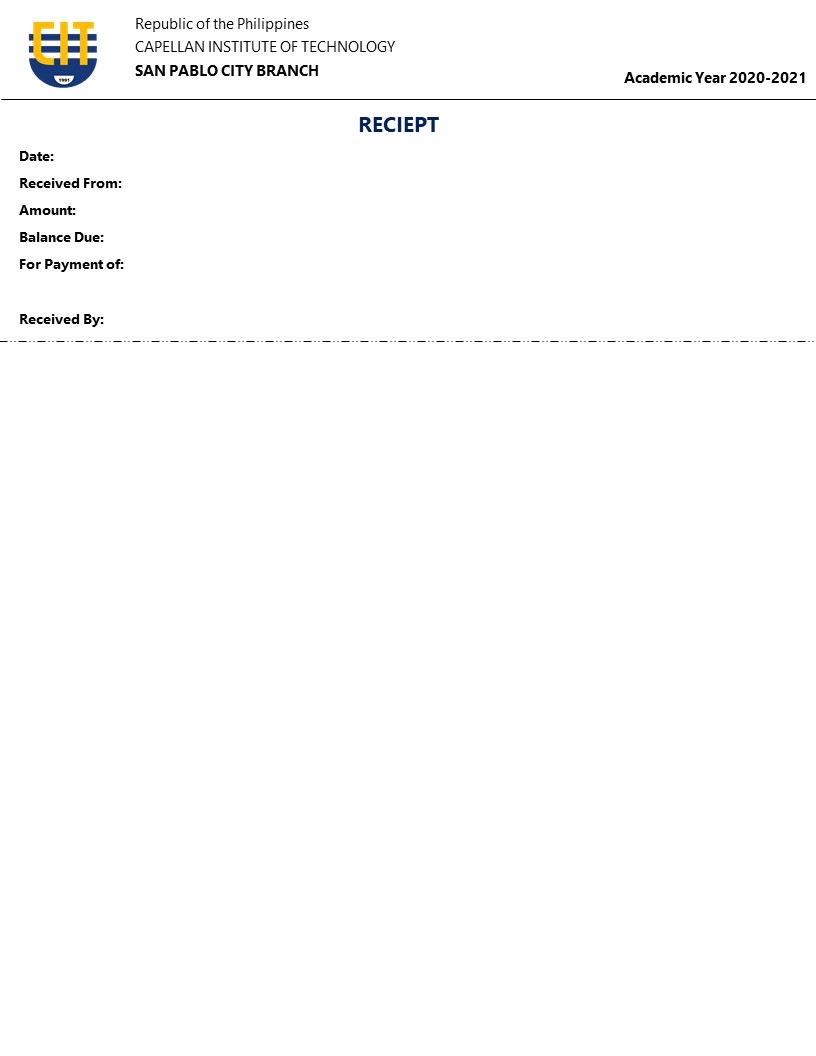 CIT
1981
Republic of the Philippines
CAPELLAN INSTITUTE OF TECHNOLOGY
SAN PABLO CITY BRANCH
Academic Year 2020-2021
RECIEPT
Date:
Received From:
Amount:
Balance Due:
For Payment of:
Received By: